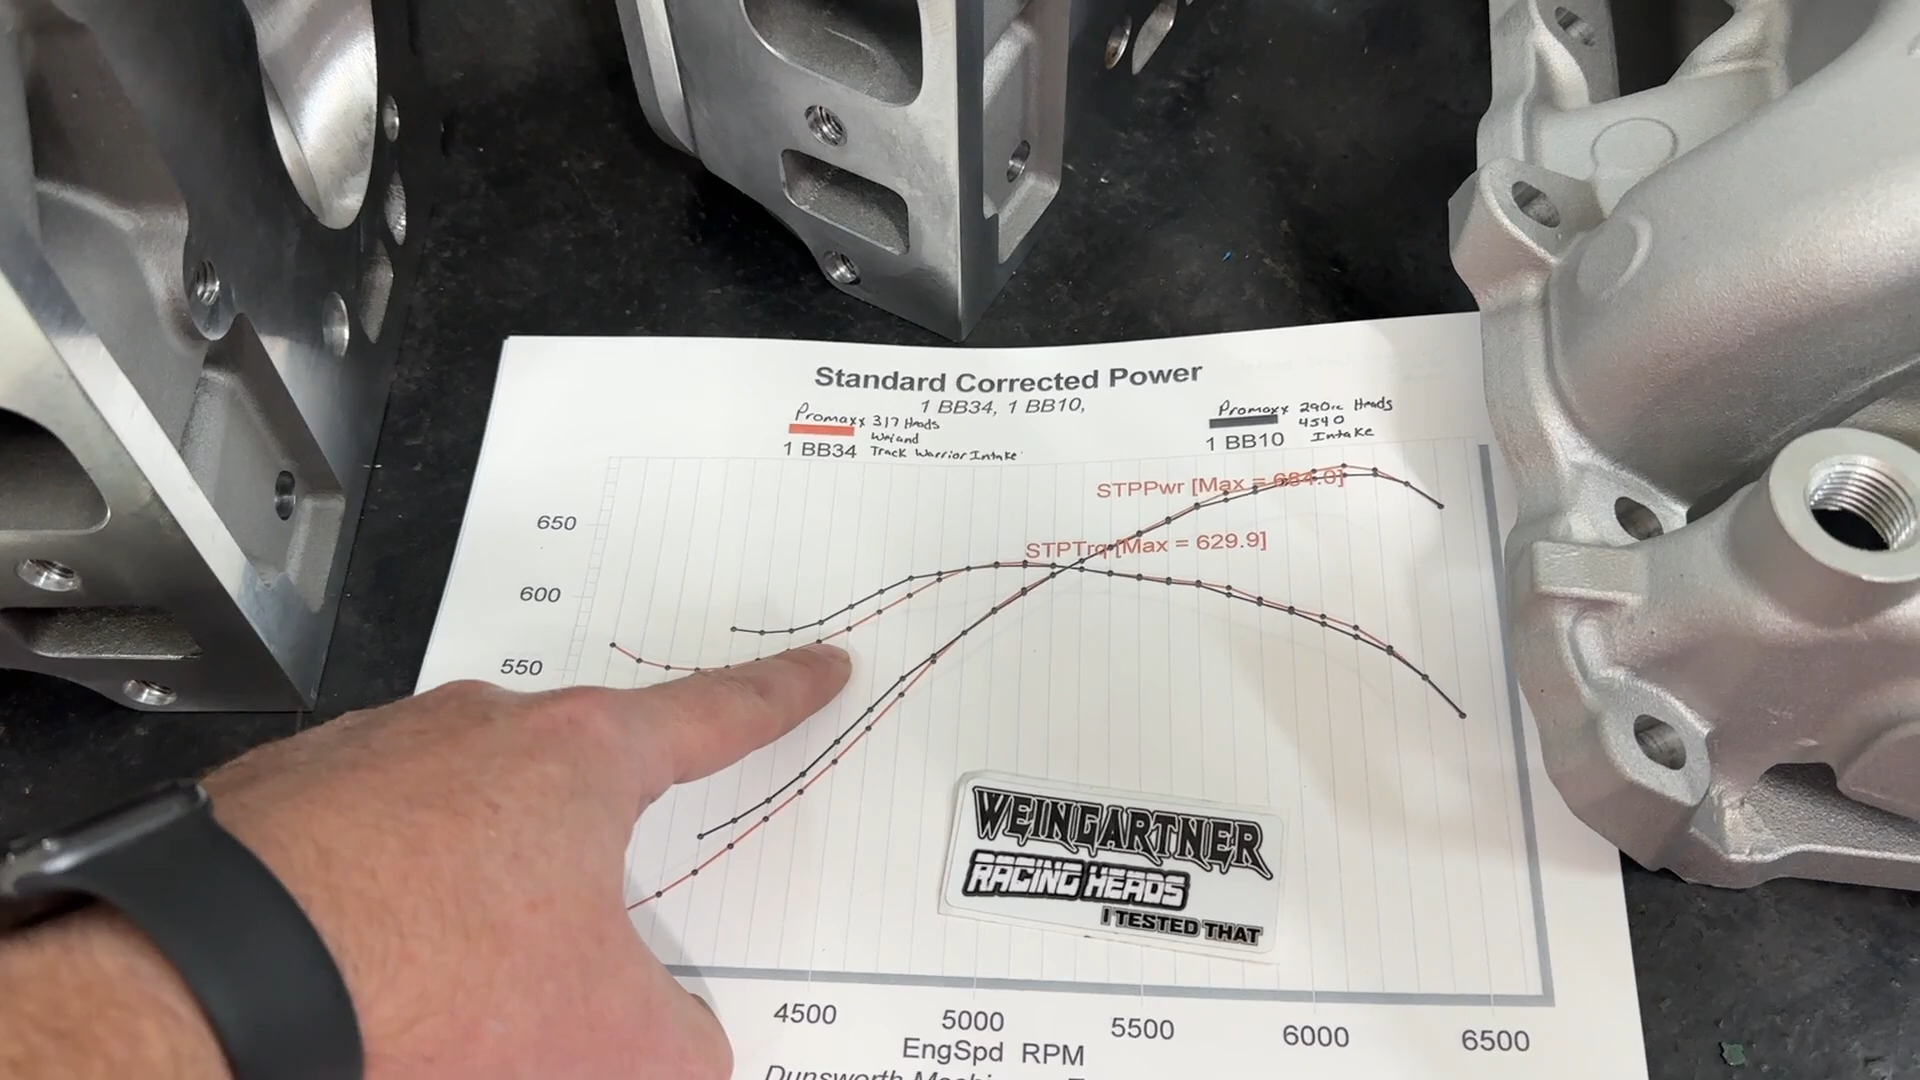 Standard Corrected Power
1 BB34, 1 BB10,
Promaxx 317 Heads
Weiand
1 BB34 Track Warrior Intake
Promaxx 290cc Heads
4540
1 BB10 Intake
STPPwr [Max = 684.0]
STPTrq [Max = 629.9]
650
600
550
WEINGARTNER
RACING HEADS
I TESTED THAT
4500 5000 5500 6000 6500
EngSpd RPM
Dunsworth